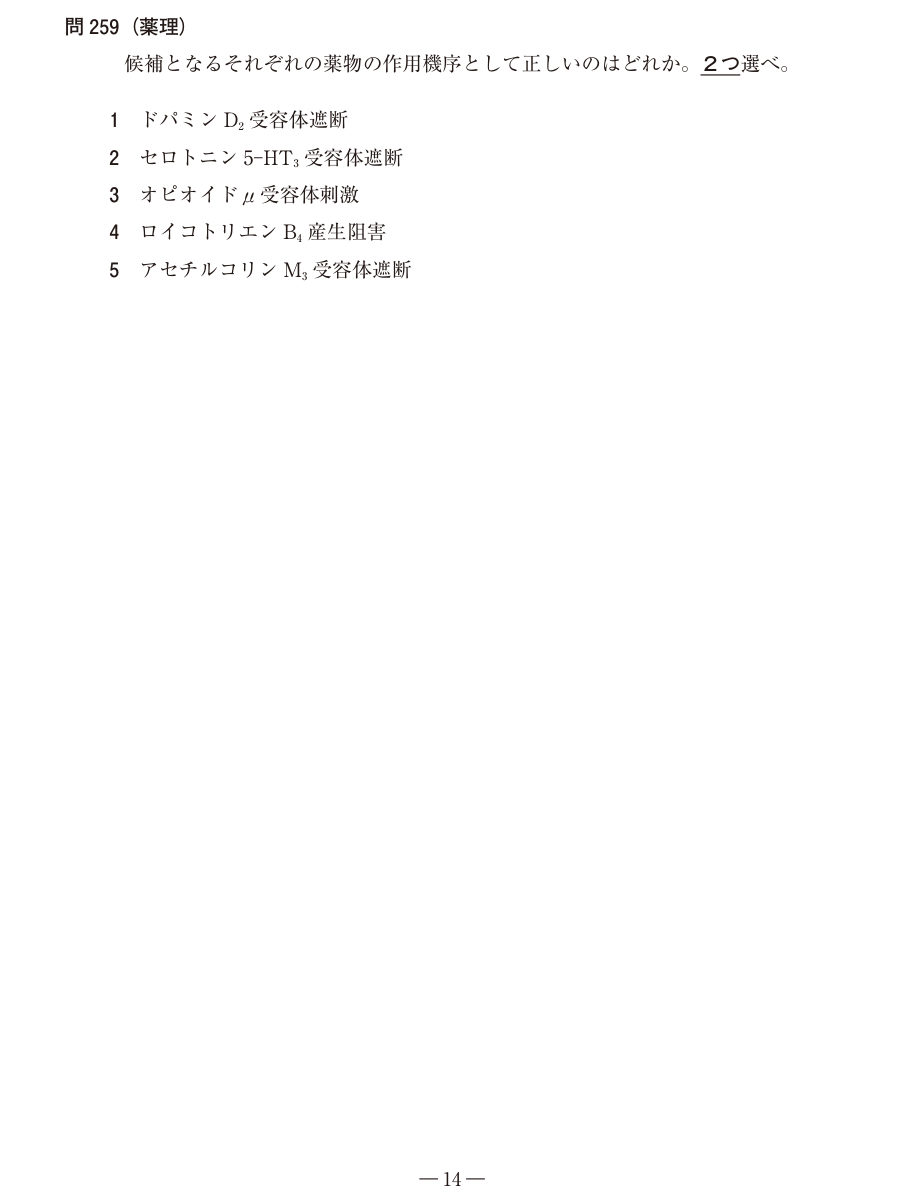 問 259（薬理）
候補となるそれぞれの薬物の作用機序として正しいのはどれか。２つ選べ。
1 ドパミン D₂ 受容体遮断
2 セロトニン 5-HT₃ 受容体遮断
3 オピオイド μ 受容体刺激
4 ロイコトリエン B₄ 産生阻害
5 アセチルコリン M₃ 受容体遮断
― 14 ―